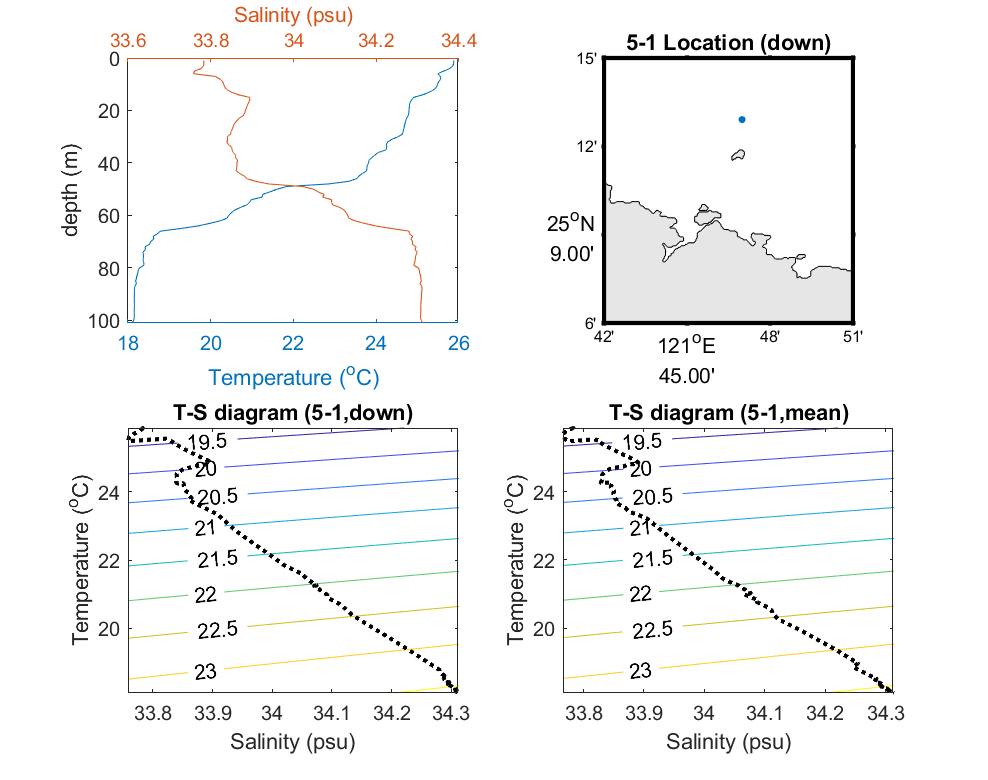 Salinity (psu)
33.6 33.8 34 34.2 34.4
0
20
40
60
80
100
depth (m)
18 20 22 24 26
Temperature (°C)
5-1 Location (down)
15'
12'
25°N
9.00'
6'
42' 48' 51'
121°E
45.00'
T-S diagram (5-1,down)
19.5
20
20.5
21
21.5
22
22.5
23
24
22
20
Temperature (°C)
33.8 33.9 34 34.1 34.2 34.3
Salinity (psu)
T-S diagram (5-1,mean)
19.5
20
20.5
21
21.5
22
22.5
23
24
22
20
Temperature (°C)
33.8 33.9 34 34.1 34.2 34.3
Salinity (psu)